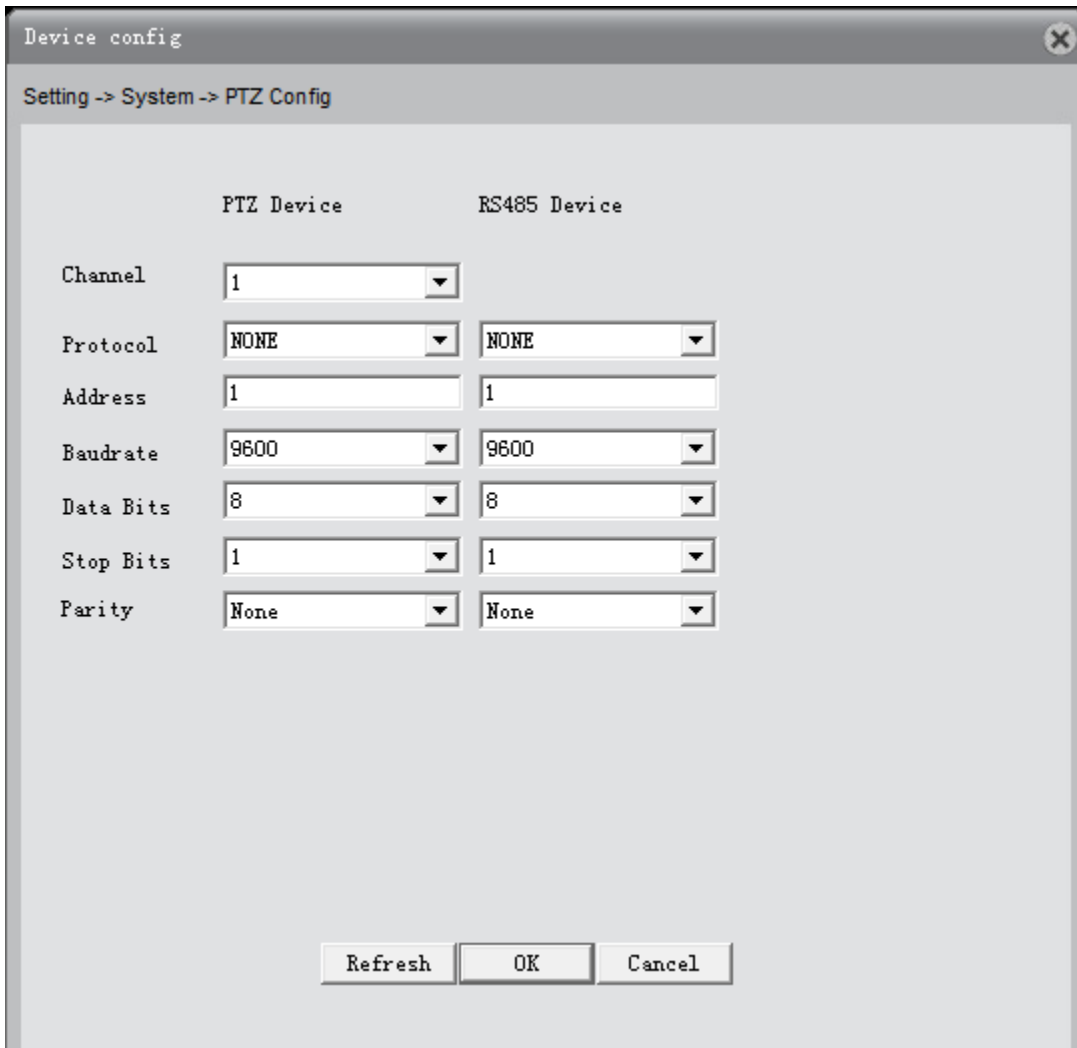 Device config
Setting -> System -> PTZ Config
PTZ Device RS485 Device
Channel 1
Protocol NONE NONE
Address 1 1
Baudrate 9600 9600
Data Bits 8 8
Stop Bits 1 1
Parity None None
Refresh OK Cancel